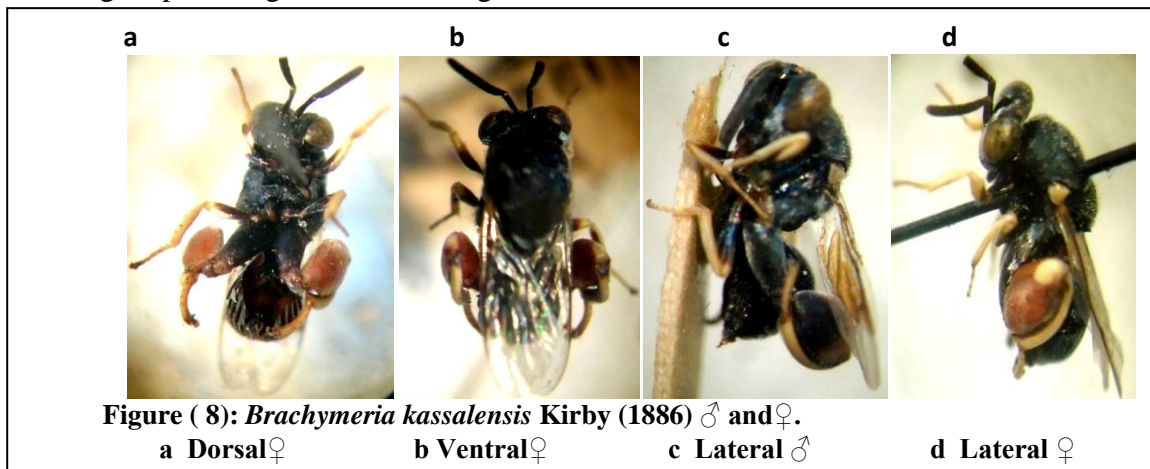 a b c d
Figure ( 8): Brachymeria kassalensis Kirby (1886) ♂ and♀.
a Dorsal♀ b Ventral♀ c Lateral ♂ d Lateral ♀